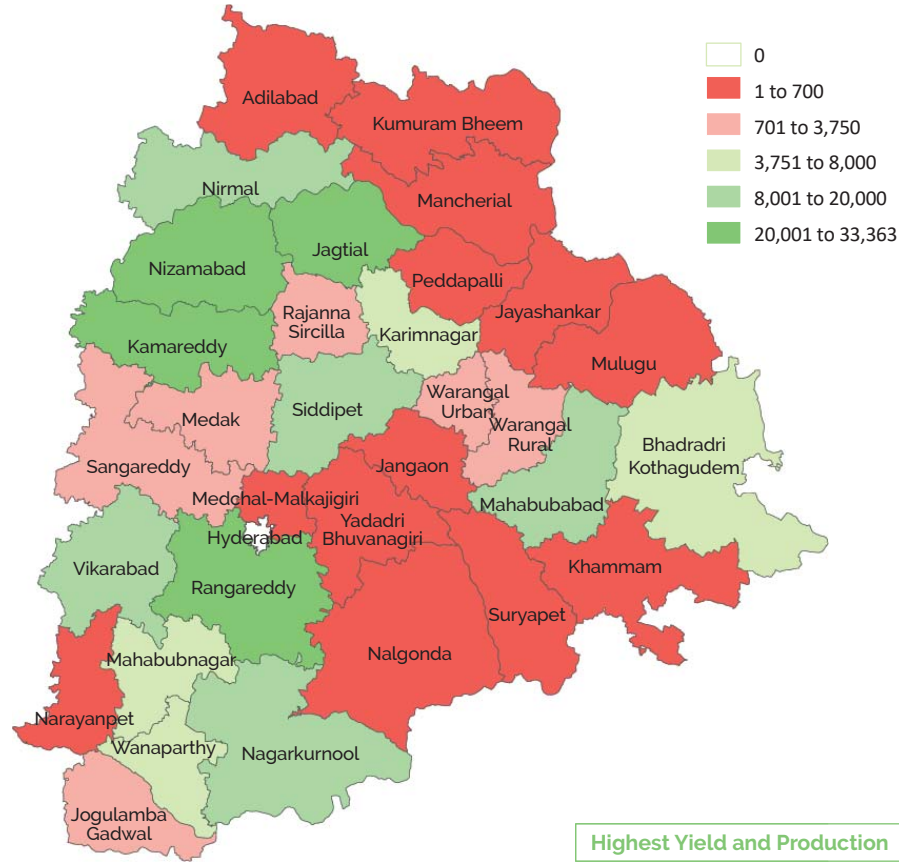 0
1 to 700
701 to 3,750
3,751 to 8,000
8,001 to 20,000
20,001 to 33,363
Adilabad
Kumuram Bheem
Nirmal
Mancherial
Jagtial
Nizamabad
Peddapalli
Rajanna
Sircilla
Jayashankar
Karimnagar
Kamareddy
Mulugu
Warangal
Urban
Siddipet
Medak
Warangal
Rural
Bhadradri
Kothagudem
Sangareddy
Jangaon
Medchal-Malkajigiri
Mahabubabad
Yadadri
Bhuvanagiri
Hyderabad
Vikarabad
Khammam
Rangareddy
Suryapet
Nalgonda
Mahabubnagar
Narayanpet
Wanaparthy
Nagarkurnool
Jogulamba
Gadwal
Highest Yield and Production